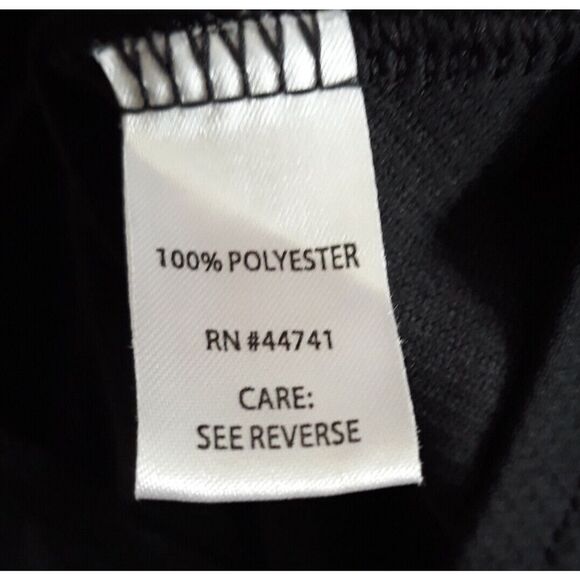 100% POLYESTER
RN #44741
CARE:
SEE REVERSE